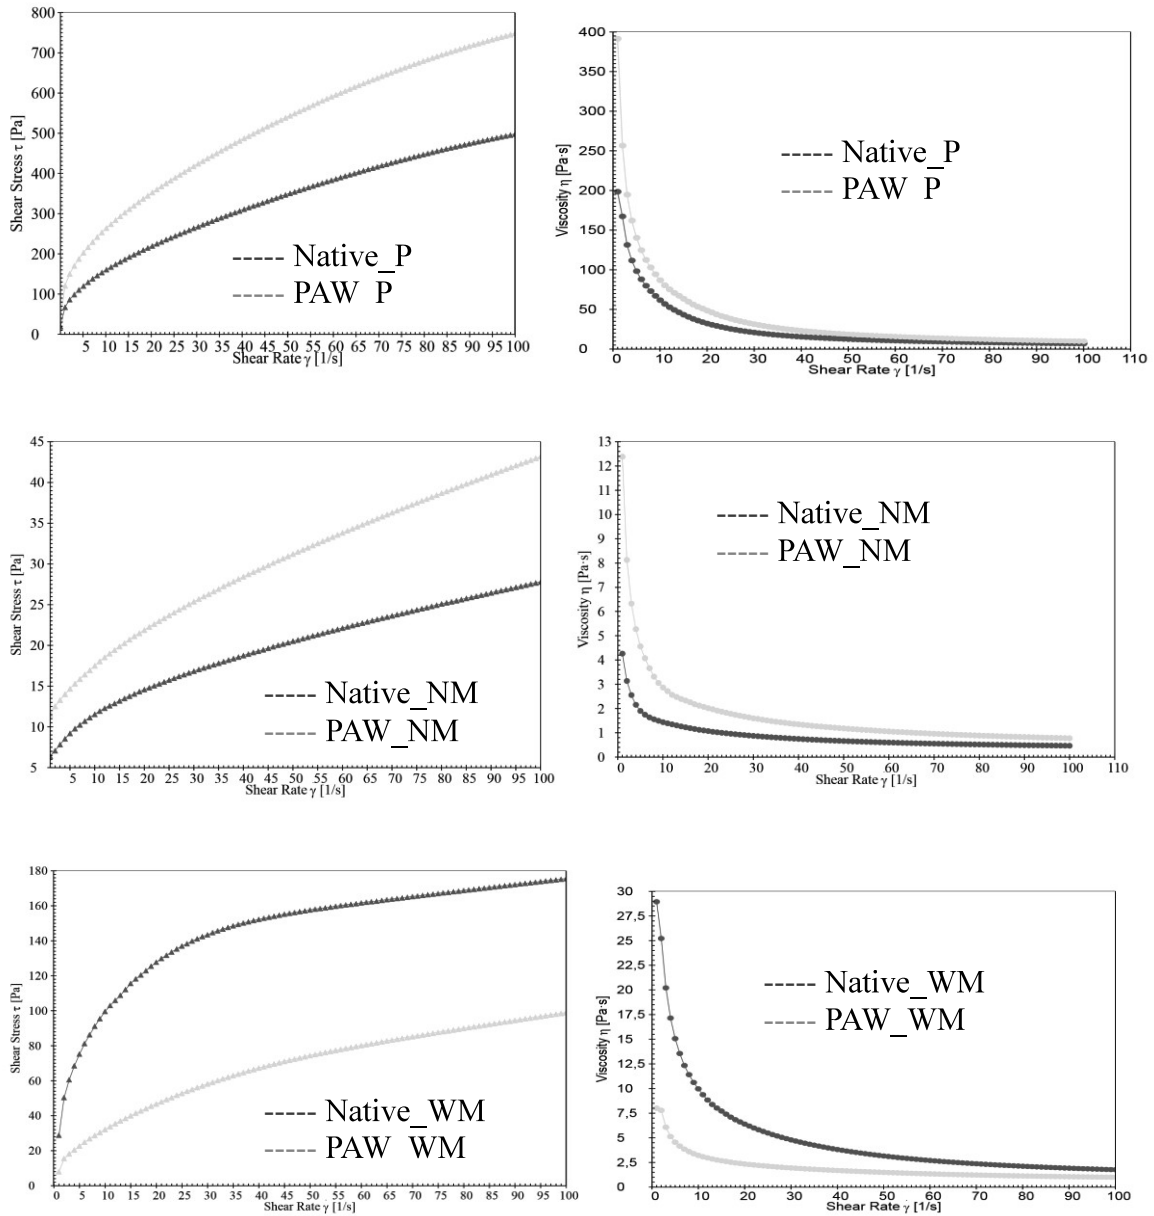 800
700
600
500
400
300
200
100
0
Shear Stress τ [Pa]
Native_P
PAW P
5 10 15 20 25 30 35 40 45 50 55 60 65 70 75 80 85 90 95 100
Shear Rate γ [1/s]
400
350
300
250
200
150
100
50
0
Viscosity η [Pa·s]
Native_P
PAW P
0 10 20 30 40 50 60 70 80 90 100 110
Shear Rate γ [1/s]
45
40
35
30
25
20
15
10
5
Shear Stress τ [Pa]
Native_NM
PAW_NM
5 10 15 20 25 30 35 40 45 50 55 60 65 70 75 80 85 90 95 100
Shear Rate γ [1/s]
13
12
11
10
9
8
7
6
5
4
3
2
1
0
Viscosity η [Pa·s]
Native_NM
PAW_NM
0 10 20 30 40 50 60 70 80 90 100 110
Shear Rate γ [1/s]
180
160
140
120
100
80
60
40
20
0
Shear Stress τ [Pa]
Native_WM
PAW WM
0 5 10 15 20 25 30 35 40 45 50 55 60 65 70 75 80 85 90 95 100
Shear Rate γ [1/s]
30
27,5
25
22,5
20
17,5
15
12,5
10
7,5
5
2,5
0
Viscosity η [Pa·s]
Native_WM
PAW_WM
0 10 20 30 40 50 60 70 80 90 100
Shear Rate γ [1/s]